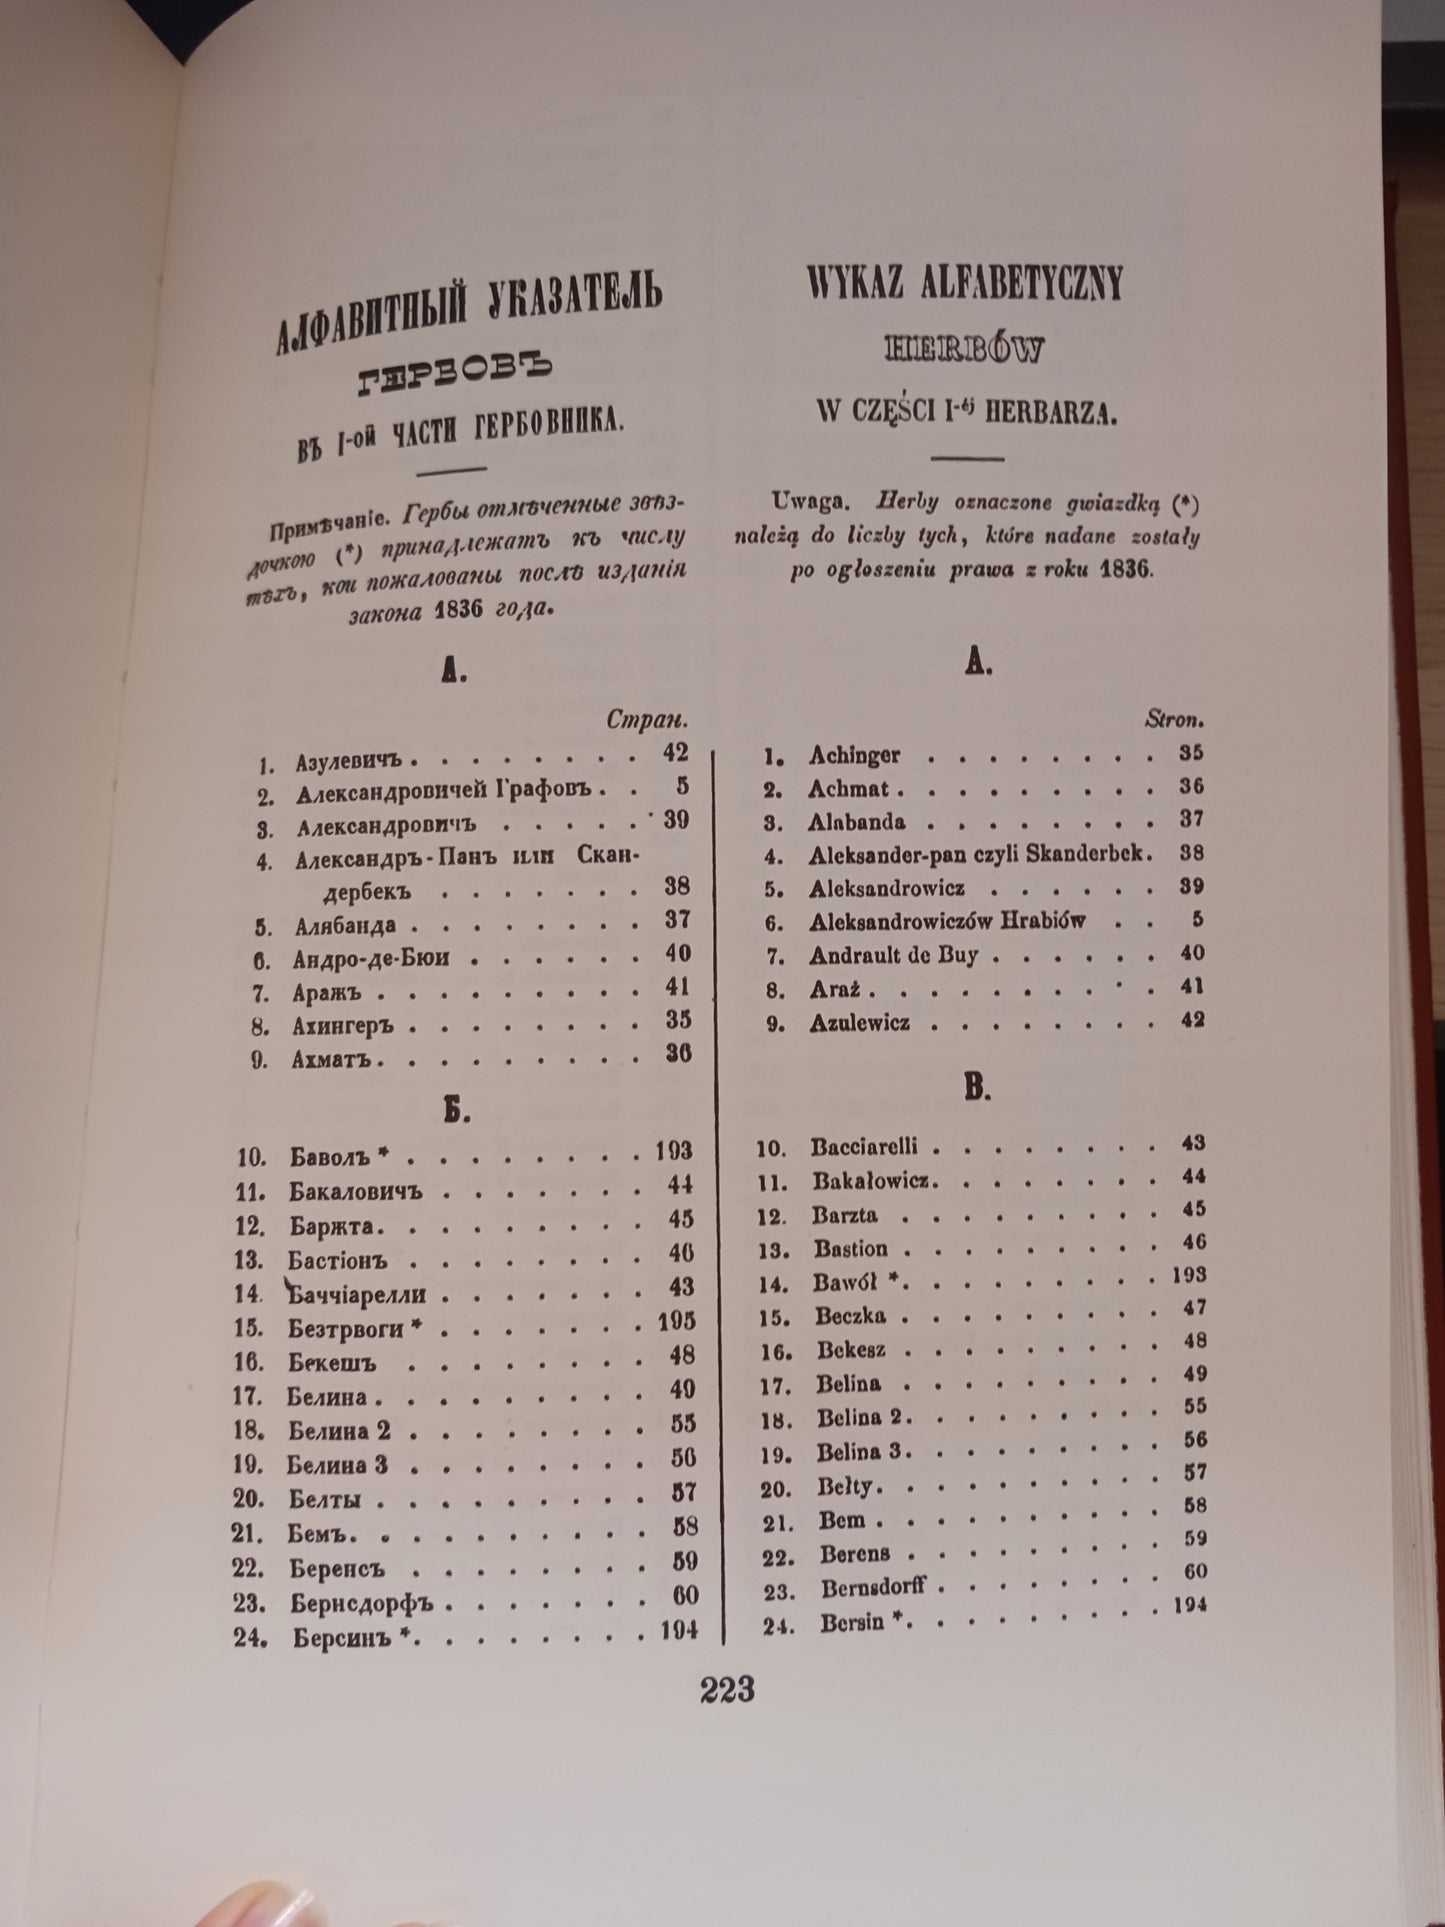 АЛФАВИТНЫЙ УКАЗАТЕЛЬ
ГЕРБОВЪ
ВЪ I-ОЙ ЧАСТИ ГЕРБОВНИКА.
Примѣчаніе. Гербы отмѣченные звѣз-
дочкою (*) принадлежатъ къ числу
тѣхъ, кои пожалованы послѣ изданія
закона 1836 года.
А.
Стран.
1. Азулевичъ . . . . . . . . 42
2. Александровичей Графовъ . . 5
3. Александровичъ . . . . . 39
4. Александръ-Панъ или Скан-
дербекъ . . . . . . . 38
5. Алябанда . . . . . . . . 37
6. Андро-де-Бюи . . . . . . 40
7. Аражъ . . . . . . . . . 41
8. Ахингеръ . . . . . . . . 35
9. Ахматъ . . . . . . . . . 36
Б.
10. Баволъ * . . . . . . . . 193
11. Бакаловичъ . . . . . . . 44
12. Баржта . . . . . . . . . 45
13. Бастіонъ . . . . . . . . 46
14. Баччіарелли . . . . . . . 43
15. Безтрвоги * . . . . . . . 195
16. Бекешъ . . . . . . . . 48
17. Белина . . . . . . . . . 49
18. Белина 2 . . . . . . . . 55
19. Белина 3 . . . . . . . . 56
20. Белты . . . . . . . . . 57
21. Бемъ . . . . . . . . . . 58
22. Беренсъ . . . . . . . . 59
23. Бернсдорфъ . . . . . . . 60
24. Берсинъ * . . . . . . . . 194
WYKAZ ALFABETYCZNY
HERBÓW
W CZĘŚCI I-éj HERBARZA.
Uwaga. Herby oznaczone gwiazdką (*)
należą do liczby tych, które nadane zostały
po ogłoszeniu prawa z roku 1836.
A.
Stron.
1. Achinger . . . . . . . . 35
2. Achmat . . . . . . . . . 36
3. Alabanda . . . . . . . . 37
4. Aleksander-pan czyli Skanderbek. 38
5. Aleksandrowicz . . . . . . 39
6. Aleksandrowiczów Hrabiów . . 5
7. Andrault de Buy . . . . . . 40
8. Araż . . . . . . . . . . 41
9. Azulewicz . . . . . . . . 42
B.
10. Bacciarelli . . . . . . . . 43
11. Bakałowicz . . . . . . . . 44
12. Barzta . . . . . . . . . 45
13. Bastion . . . . . . . . . 46
14. Bawół * . . . . . . . . . 193
15. Beczka . . . . . . . . . 47
16. Bekesz . . . . . . . . . 48
17. Belina . . . . . . . . . 49
18. Belina 2 . . . . . . . . . 55
19. Belina 3 . . . . . . . . . 56
20. Bełty . . . . . . . . . . 57
21. Bem . . . . . . . . . . 58
22. Berens . . . . . . . . . 59
23. Bernsdorff . . . . . . . . 60
24. Bersin * . . . . . . . . . 194
223